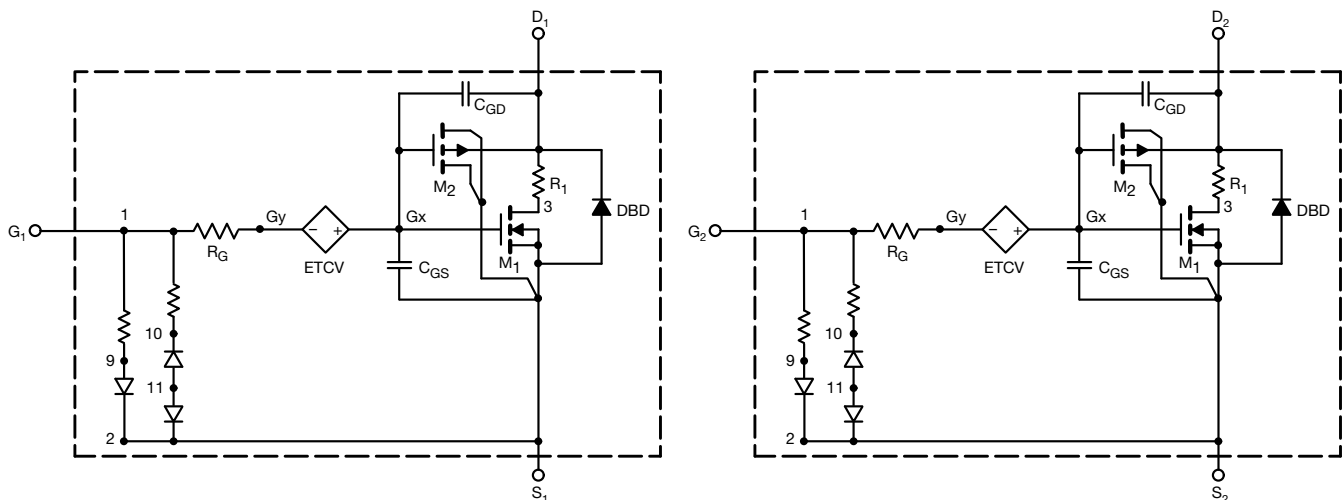 D1
D2
CGD
CGD
M2
R1
M2
R1
3
3
DBD
DBD
G1
1
Gy
Gx
G2
1
Gy
Gx
RG
ETCV
M1
RG
ETCV
M1
CGS
CGS
10
10
9
9
11
11
2
2
S1
S2